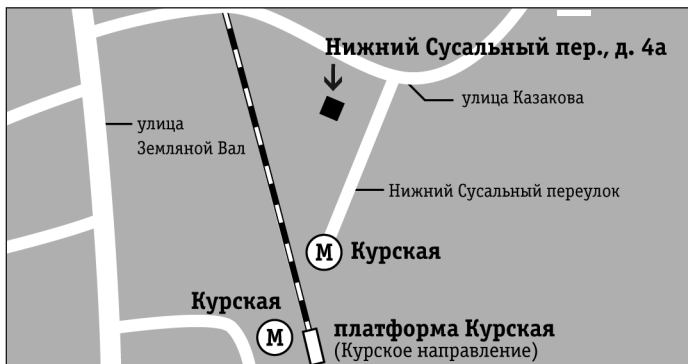 Нижний Сусальный пер., д. 4а
улица Казакова
улица
Земляной Вал
Нижний Сусальный переулок
М Курская
Курская
М
платформа Курская
(Курское направление)